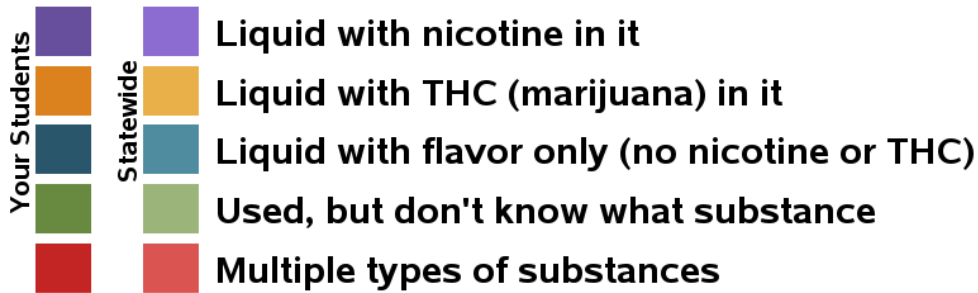 Your Students
Statewide
Liquid with nicotine in it
Liquid with THC (marijuana) in it
Liquid with flavor only (no nicotine or THC)
Used, but don't know what substance
Multiple types of substances